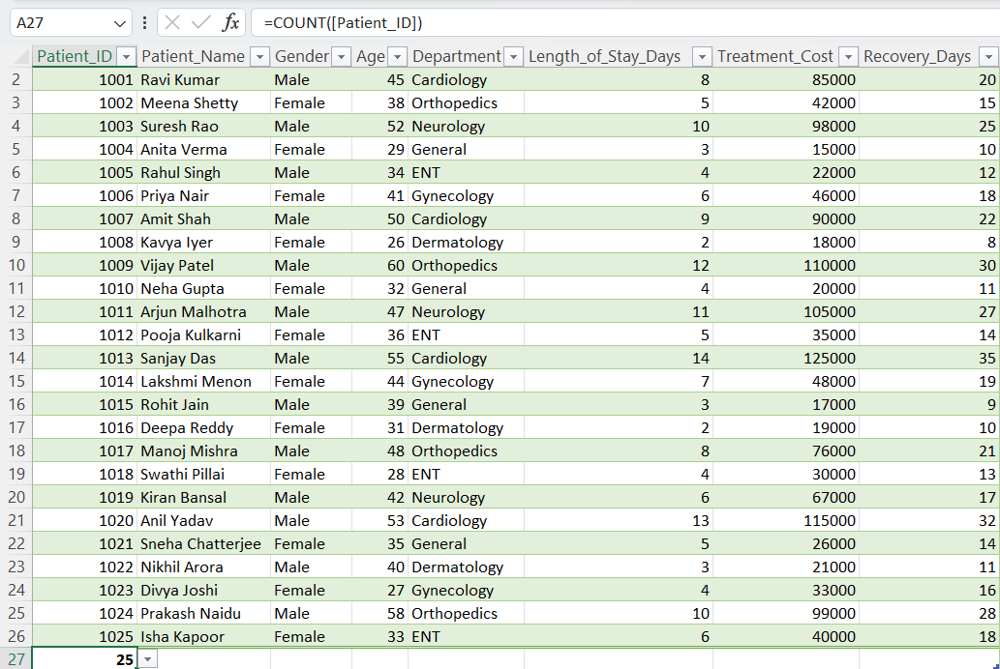 A27 fx =COUNT([Patient_ID])
Patient_ID Patient_Name Gender Age Department Length_of_Stay_Days Treatment_Cost Recovery_Days
2 1001 Ravi Kumar Male 45 Cardiology 8 85000 20
3 1002 Meena Shetty Female 38 Orthopedics 5 42000 15
4 1003 Suresh Rao Male 52 Neurology 10 98000 25
5 1004 Anita Verma Female 29 General 3 15000 10
6 1005 Rahul Singh Male 34 ENT 4 22000 12
7 1006 Priya Nair Female 41 Gynecology 6 46000 18
8 1007 Amit Shah Male 50 Cardiology 9 90000 22
9 1008 Kavya Iyer Female 26 Dermatology 2 18000 8
10 1009 Vijay Patel Male 60 Orthopedics 12 110000 30
11 1010 Neha Gupta Female 32 General 4 20000 11
12 1011 Arjun Malhotra Male 47 Neurology 11 105000 27
13 1012 Pooja Kulkarni Female 36 ENT 5 35000 14
14 1013 Sanjay Das Male 55 Cardiology 14 125000 35
15 1014 Lakshmi Menon Female 44 Gynecology 7 48000 19
16 1015 Rohit Jain Male 39 General 3 17000 9
17 1016 Deepa Reddy Female 31 Dermatology 2 19000 10
18 1017 Manoj Mishra Male 48 Orthopedics 8 76000 21
19 1018 Swathi Pillai Female 28 ENT 4 30000 13
20 1019 Kiran Bansal Male 42 Neurology 6 67000 17
21 1020 Anil Yadav Male 53 Cardiology 13 115000 32
22 1021 Sneha Chatterjee Female 35 General 5 26000 14
23 1022 Nikhil Arora Male 40 Dermatology 3 21000 11
24 1023 Divya Joshi Female 27 Gynecology 4 33000 16
25 1024 Prakash Naidu Male 58 Orthopedics 10 99000 28
26 1025 Isha Kapoor Female 33 ENT 6 40000 18
27 25